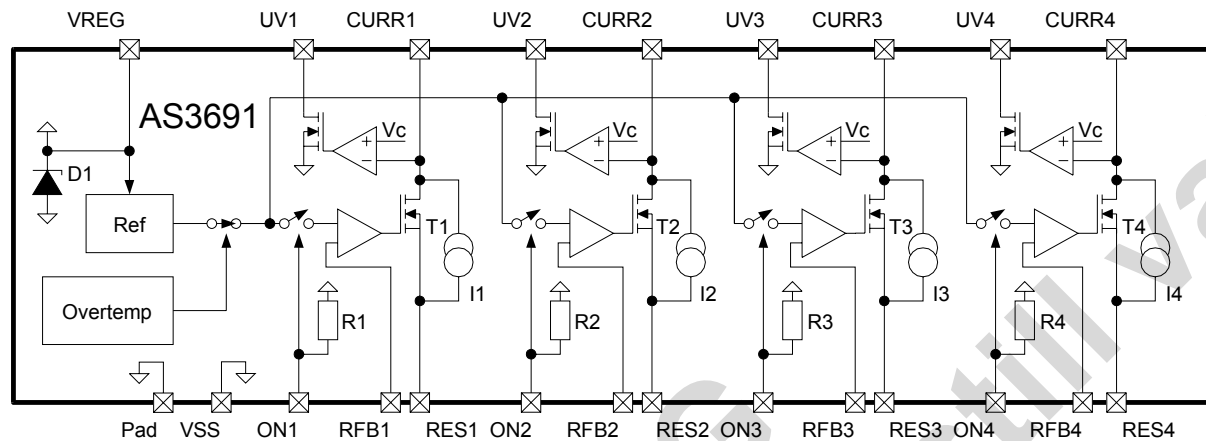 VREG UV1 CURR1 UV2 CURR2 UV3 CURR3 UV4 CURR4
AS3691
Vc Vc Vc Vc
+ + + +
− − − −
D1
Ref
T1 T2 T3 T4
Overtemp
I1 I2 I3 I4
R1 R2 R3 R4
Pad VSS ON1 RFB1 RES1 ON2 RFB2 RES2 ON3 RFB3 RES3 ON4 RFB4 RES4
still va